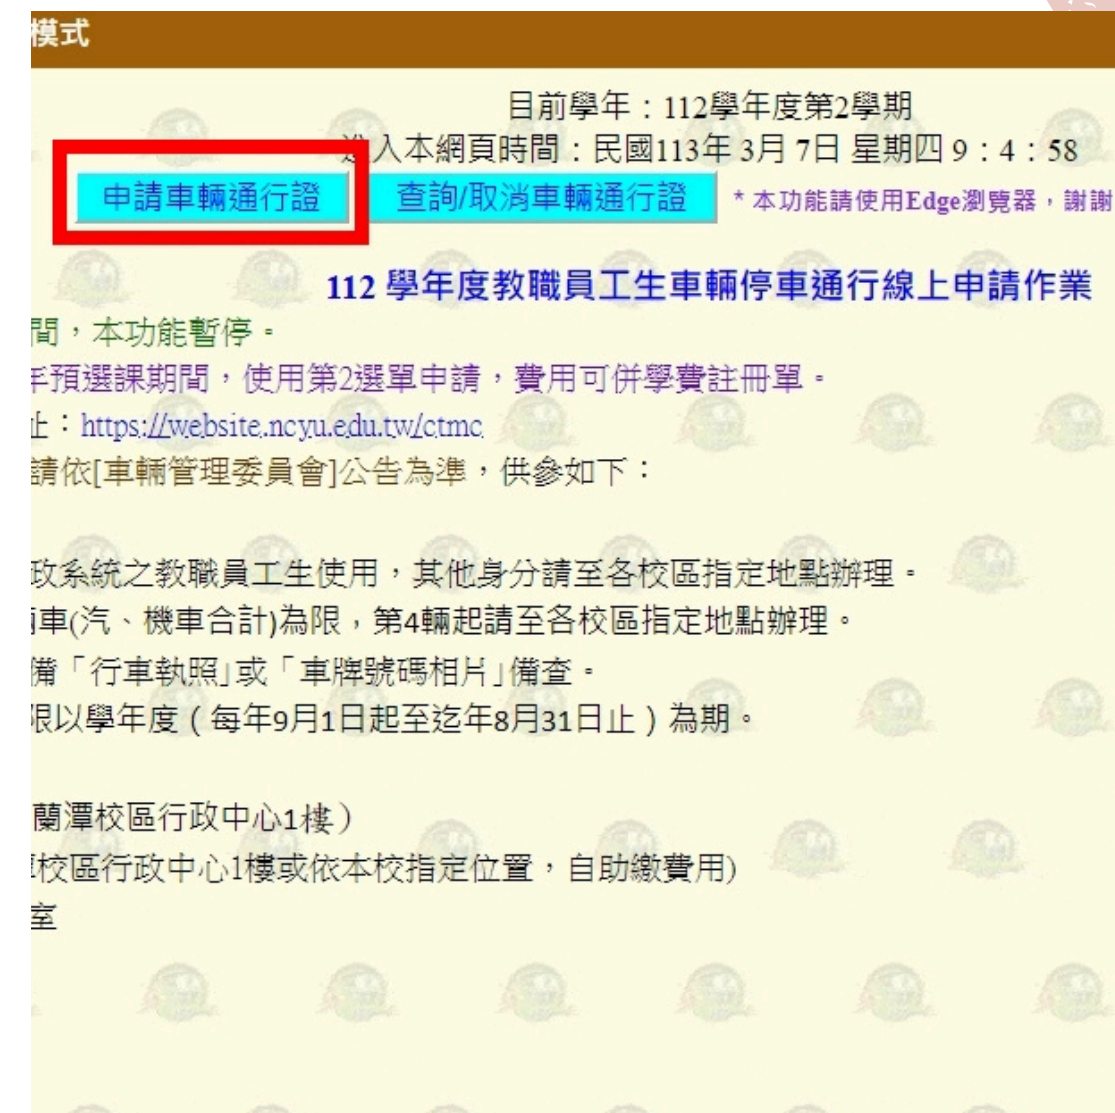 模式
目前學年：112學年度第2學期
進入本網頁時間：民國113年 3月 7日 星期四 9：4：58
申請車輛通行證 查詢/取消車輛通行證 * 本功能請使用Edge瀏覽器，謝謝
112 學年度教職員工生車輛停車通行線上申請作業
間，本功能暫停。
年預選課期間，使用第2選單申請，費用可併學費註冊單。
止：https://website.ncyu.edu.tw/ctmc
請依[車輛管理委員會]公告為準，供參如下：
政系統之教職員工生使用，其他身分請至各校區指定地點辦理。
車(汽、機車合計)為限，第4輛起請至各校區指定地點辦理。
備「行車執照」或「車牌號碼相片」備查。
限以學年度（每年9月1日起至迄年8月31日止）為期。
蘭潭校區行政中心1樓）
校區行政中心1樓或依本校指定位置，自助繳費用)
室